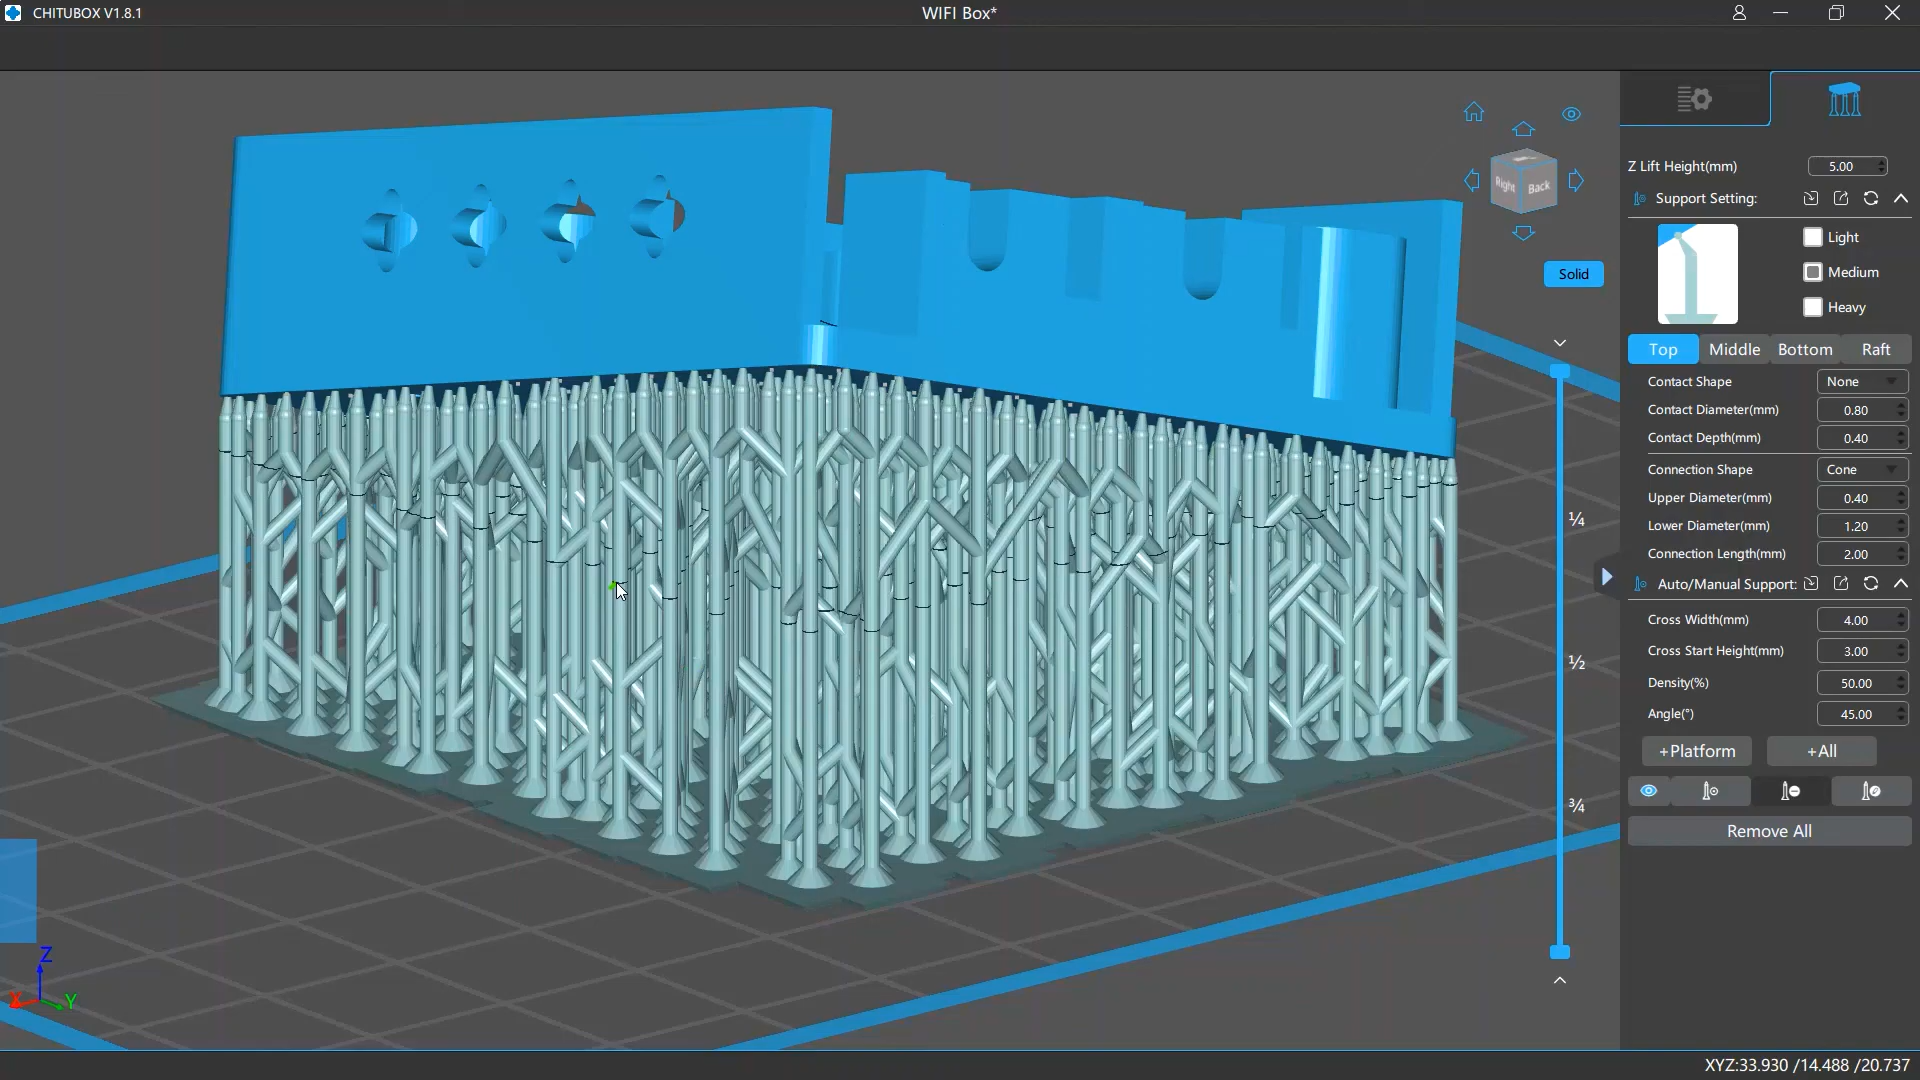 CHITUBOX V1.8.1
WIFI Box*
Right
Back
Solid
¼
½
¾
Z
X
Y
Z Lift Height(mm) 5.00
Support Setting:
Light
Medium
Heavy
Top Middle Bottom Raft
Contact Shape None
Contact Diameter(mm) 0.80
Contact Depth(mm) 0.40
Connection Shape Cone
Upper Diameter(mm) 0.40
Lower Diameter(mm) 1.20
Connection Length(mm) 2.00
Auto/Manual Support:
Cross Width(mm) 4.00
Cross Start Height(mm) 3.00
Density(%) 50.00
Angle(°) 45.00
+Platform +All
Remove All
XYZ:33.930 /14.488 /20.737